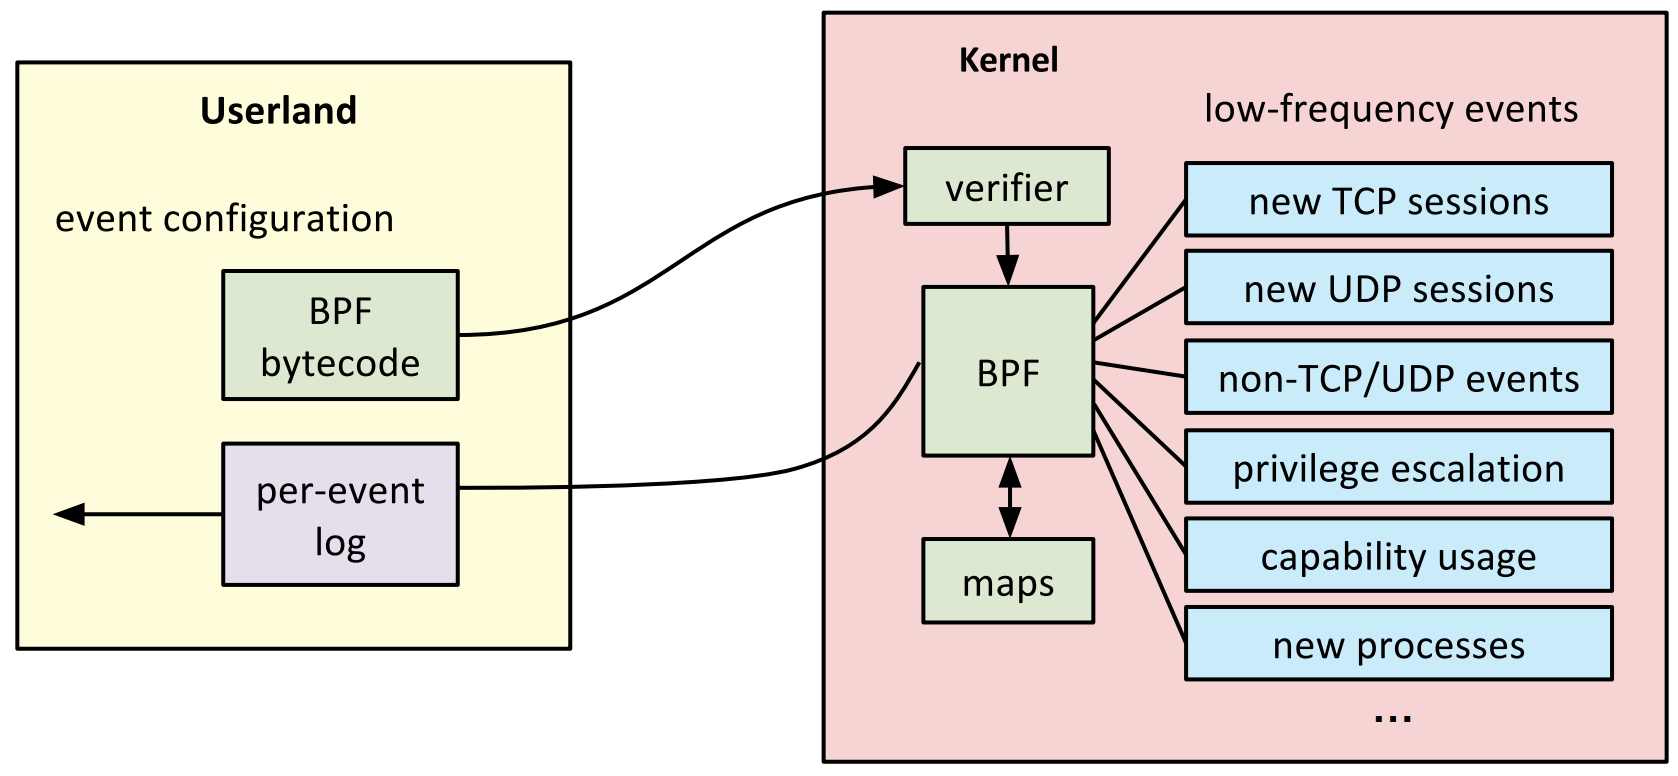 Userland
event configuration
BPF
bytecode
per-event
log
Kernel
low-frequency events
verifier
BPF
maps
new TCP sessions
new UDP sessions
non-TCP/UDP events
privilege escalation
capability usage
new processes
...